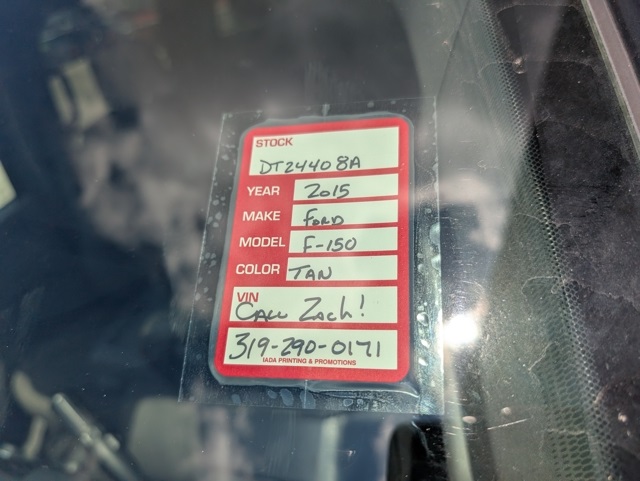 STOCK
DT24408A
YEAR 2015
MAKE FORD
MODEL F-150
COLOR TAN
VIN
CALL Zach!
319-290-0171
IADA PRINTING & PROMOTIONS